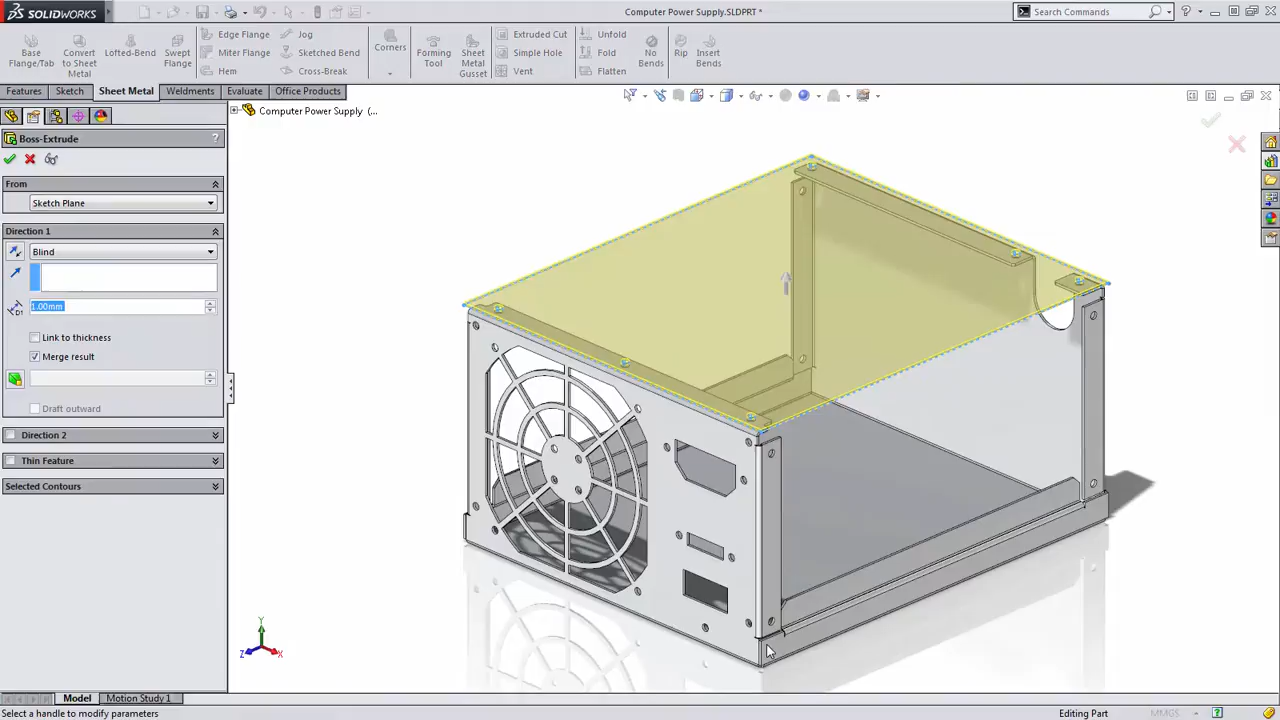 SOLIDWORKS
Computer Power Supply.SLDPRT *
Search Commands
Base Flange/Tab
Convert to Sheet Metal
Lofted-Bend
Swept Flange
Edge Flange
Miter Flange
Hem
Jog
Sketched Bend
Cross-Break
Corners
Forming Tool
Sheet Metal Gusset
Extruded Cut
Simple Hole
Vent
Unfold
Fold
Flatten
No Bends
Rip
Insert Bends
Features
Sketch
Sheet Metal
Weldments
Evaluate
Office Products
Computer Power Supply (...
Boss-Extrude
?
From
Sketch Plane
Direction 1
Blind
1.00mm
Link to thickness
Merge result
Draft outward
Direction 2
Thin Feature
Selected Contours
Y
Z
X
Model
Motion Study 1
Select a handle to modify parameters
Editing Part
MMGS
?